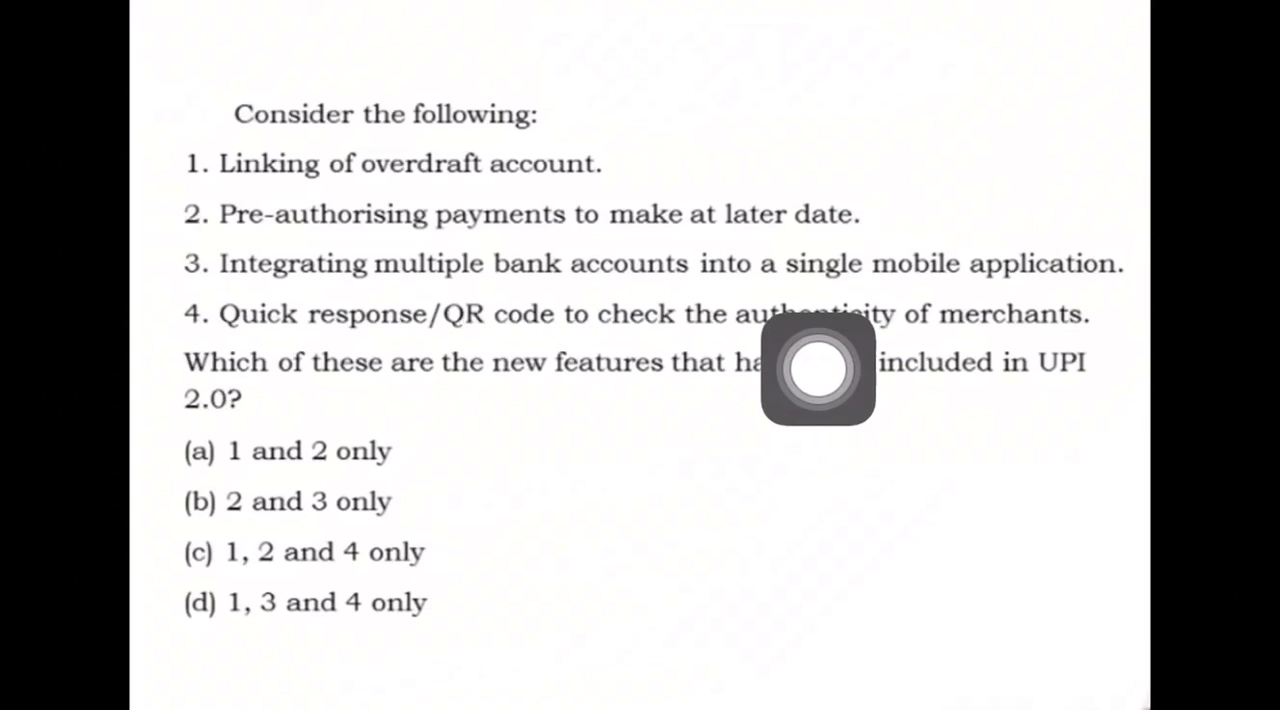 Consider the following:
1. Linking of overdraft account.
2. Pre-authorising payments to make at later date.
3. Integrating multiple bank accounts into a single mobile application.
4. Quick response/QR code to check the authenticity of merchants.
Which of these are the new features that included in UPI
2.0?
(a) 1 and 2 only
(b) 2 and 3 only
(c) 1, 2 and 4 only
(d) 1, 3 and 4 only